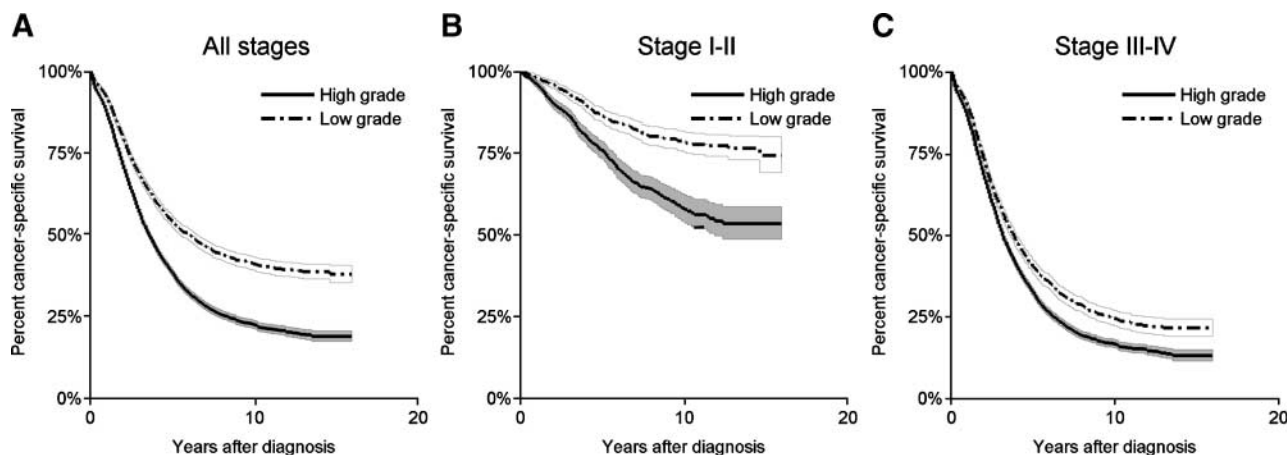 A
All stages
100%
75%
50%
25%
0%
Percent cancer-specific survival
High grade
Low grade
0
10
20
Years after diagnosis
B
Stage I-II
100%
75%
50%
25%
0%
Percent cancer-specific survival
High grade
Low grade
0
10
20
Years after diagnosis
C
Stage III-IV
100%
75%
50%
25%
0%
Percent cancer-specific survival
High grade
Low grade
0
10
20
Years after diagnosis